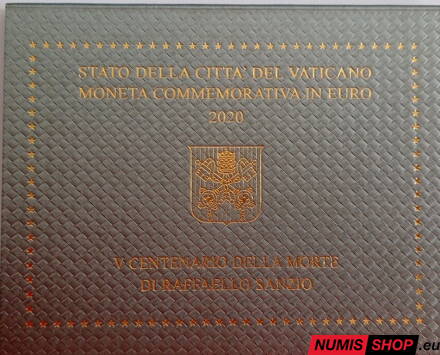 STATO DELLA CITTA' DEL VATICANO
MONETA COMMEMORATIVA IN EURO
2020
V CENTENARIO DELLA MORTE
DI RAFFAELLO SANZIO
NUMIS SHOP.eu